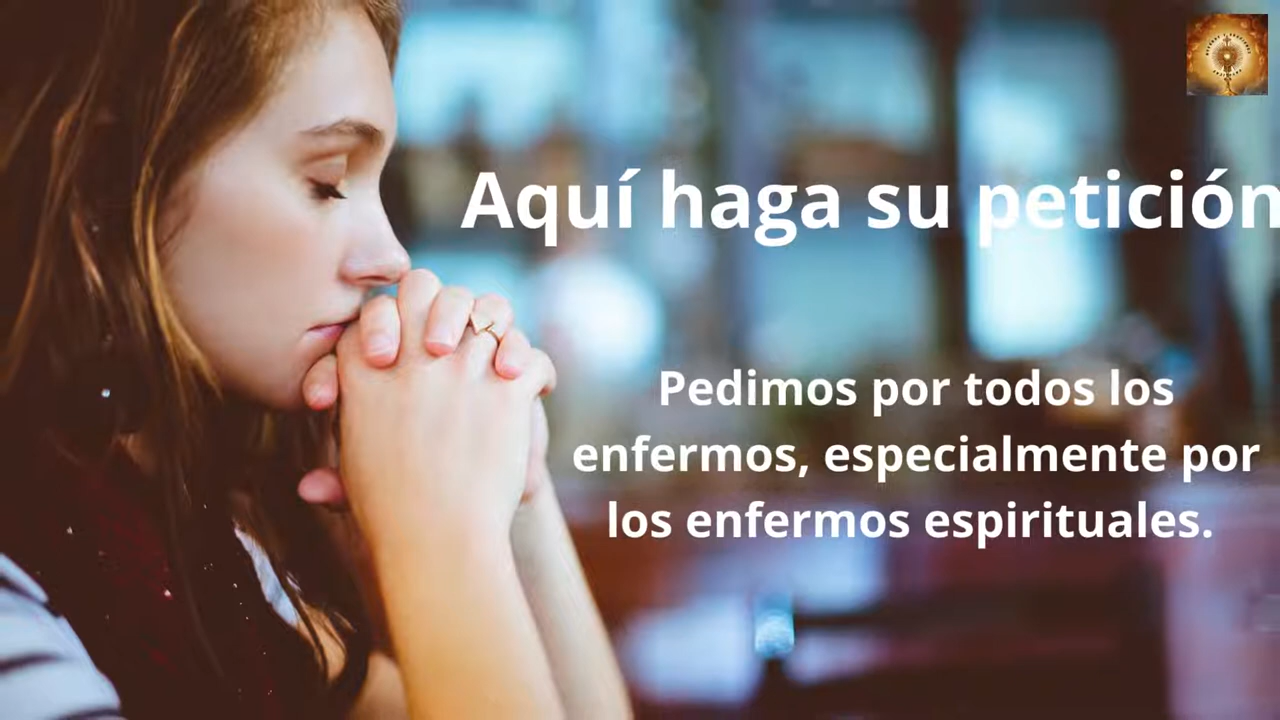 Aquí haga su petición
Pedimos por todos los
enfermos, especialmente por
los enfermos espirituales.